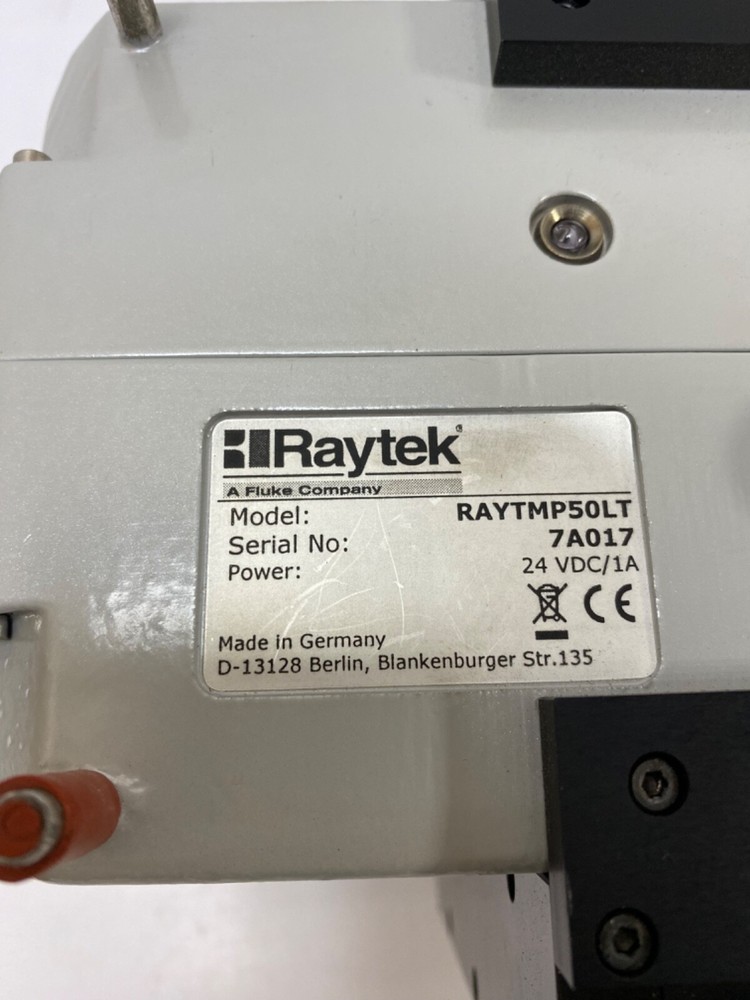 Raytek®
A Fluke Company
Model: RAYTMP50LT
Serial No: 7A017
Power: 24 VDC/1A
CE
Made in Germany
D-13128 Berlin, Blankenburger Str.135